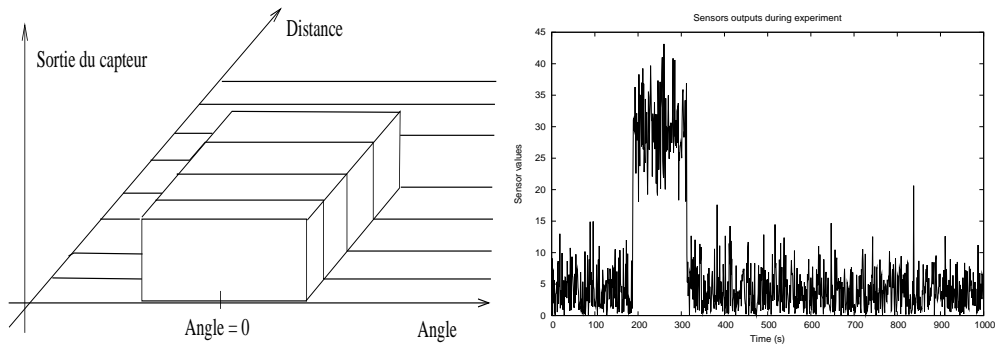 Distance
Sortie du capteur
Angle = 0
Angle
Sensors outputs during experiment
45
40
35
30
25
20
15
10
5
0
Sensor values
0 100 200 300 400 500 600 700 800 900 1000
Time (s)